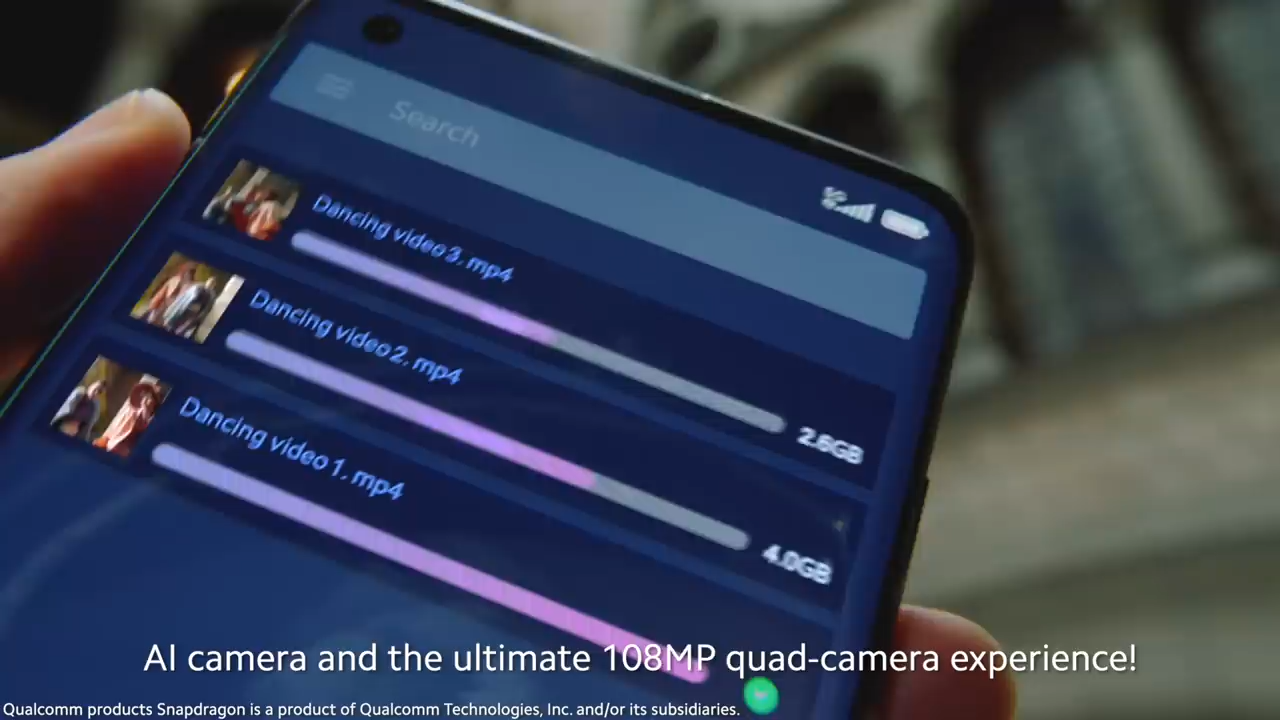 Search
5G
Dancing video 3. mp4
2.6GB
Dancing video 2. mp4
4.0GB
Dancing video 1. mp4
AI camera and the ultimate 108MP quad-camera experience!
Qualcomm products Snapdragon is a product of Qualcomm Technologies, Inc. and/or its subsidiaries.